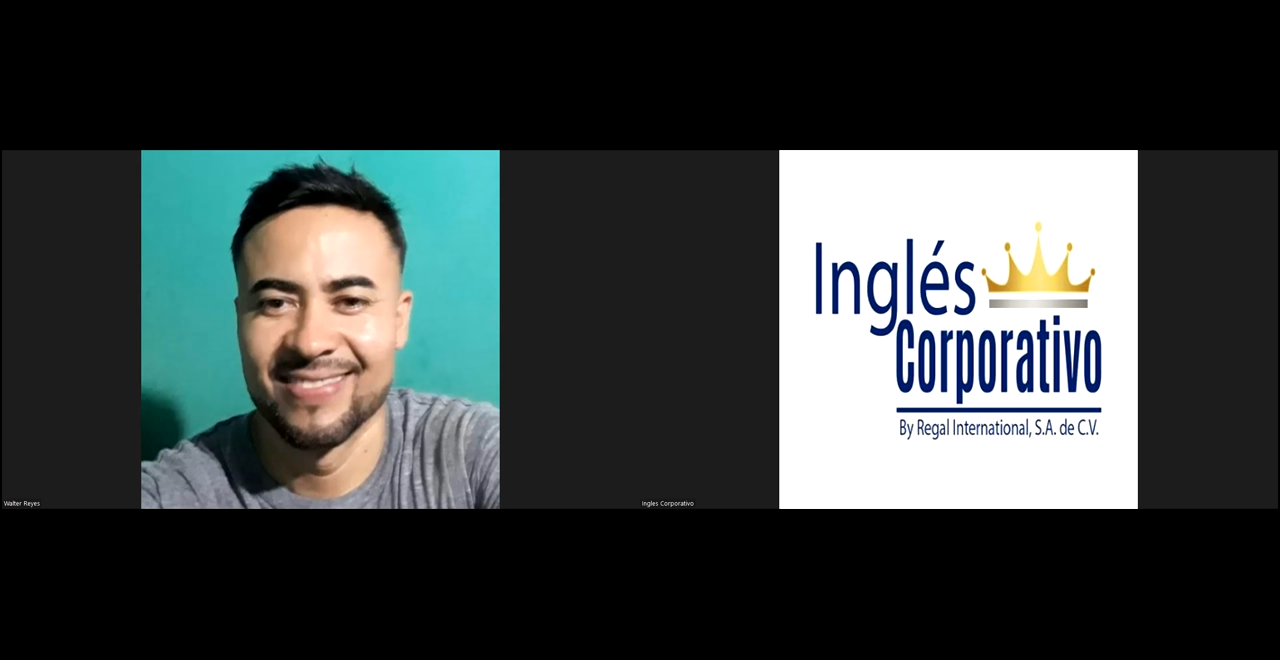 Inglés
Corporativo
By Regal International, S.A. de C.V.
Walter Reyes
Ingles Corporativo